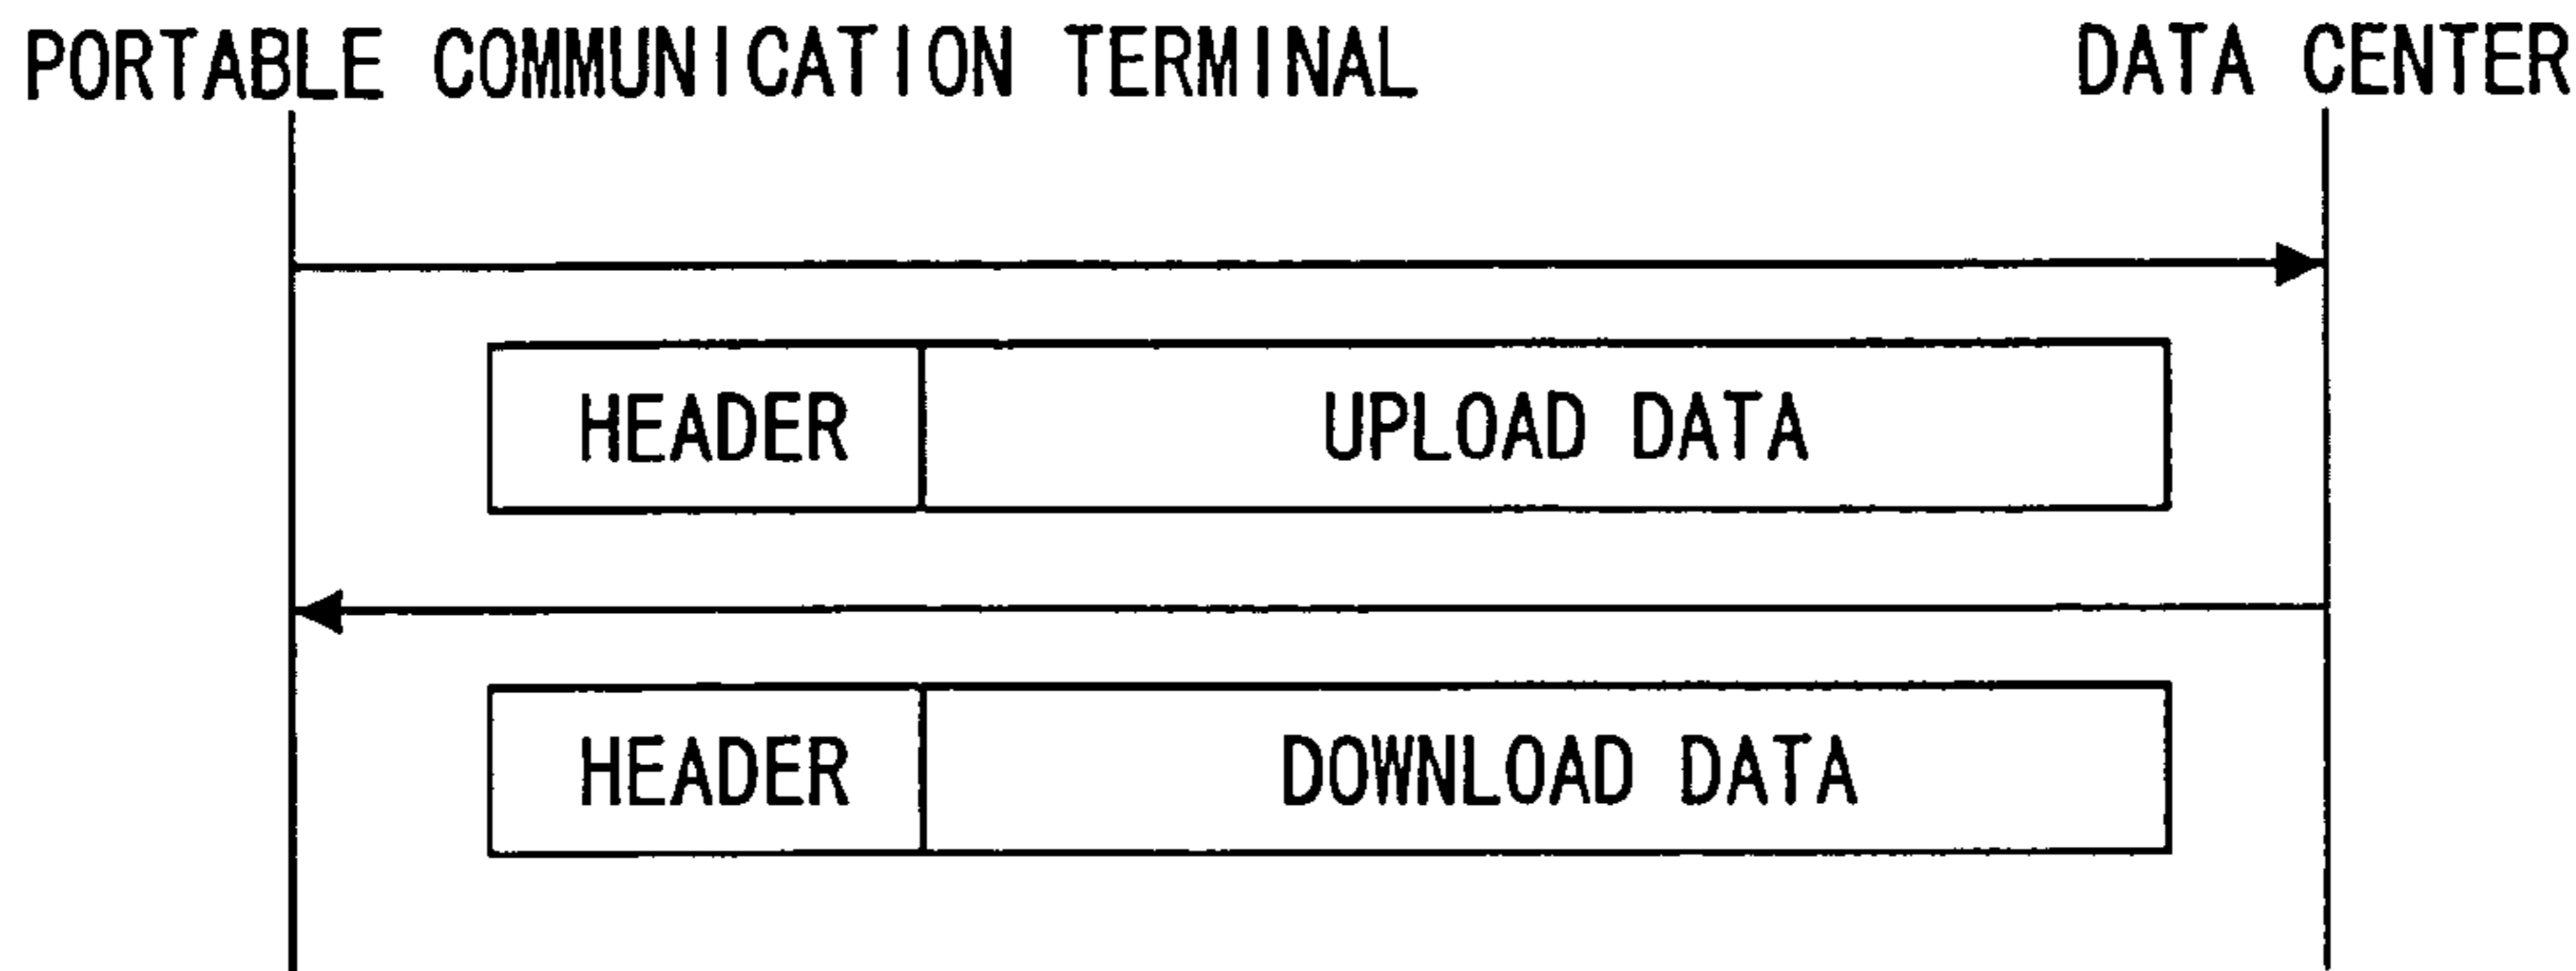 PORTABLE COMMUNICATION TERMINAL DATA CENTER
HEADER UPLOAD DATA
HEADER DOWNLOAD DATA